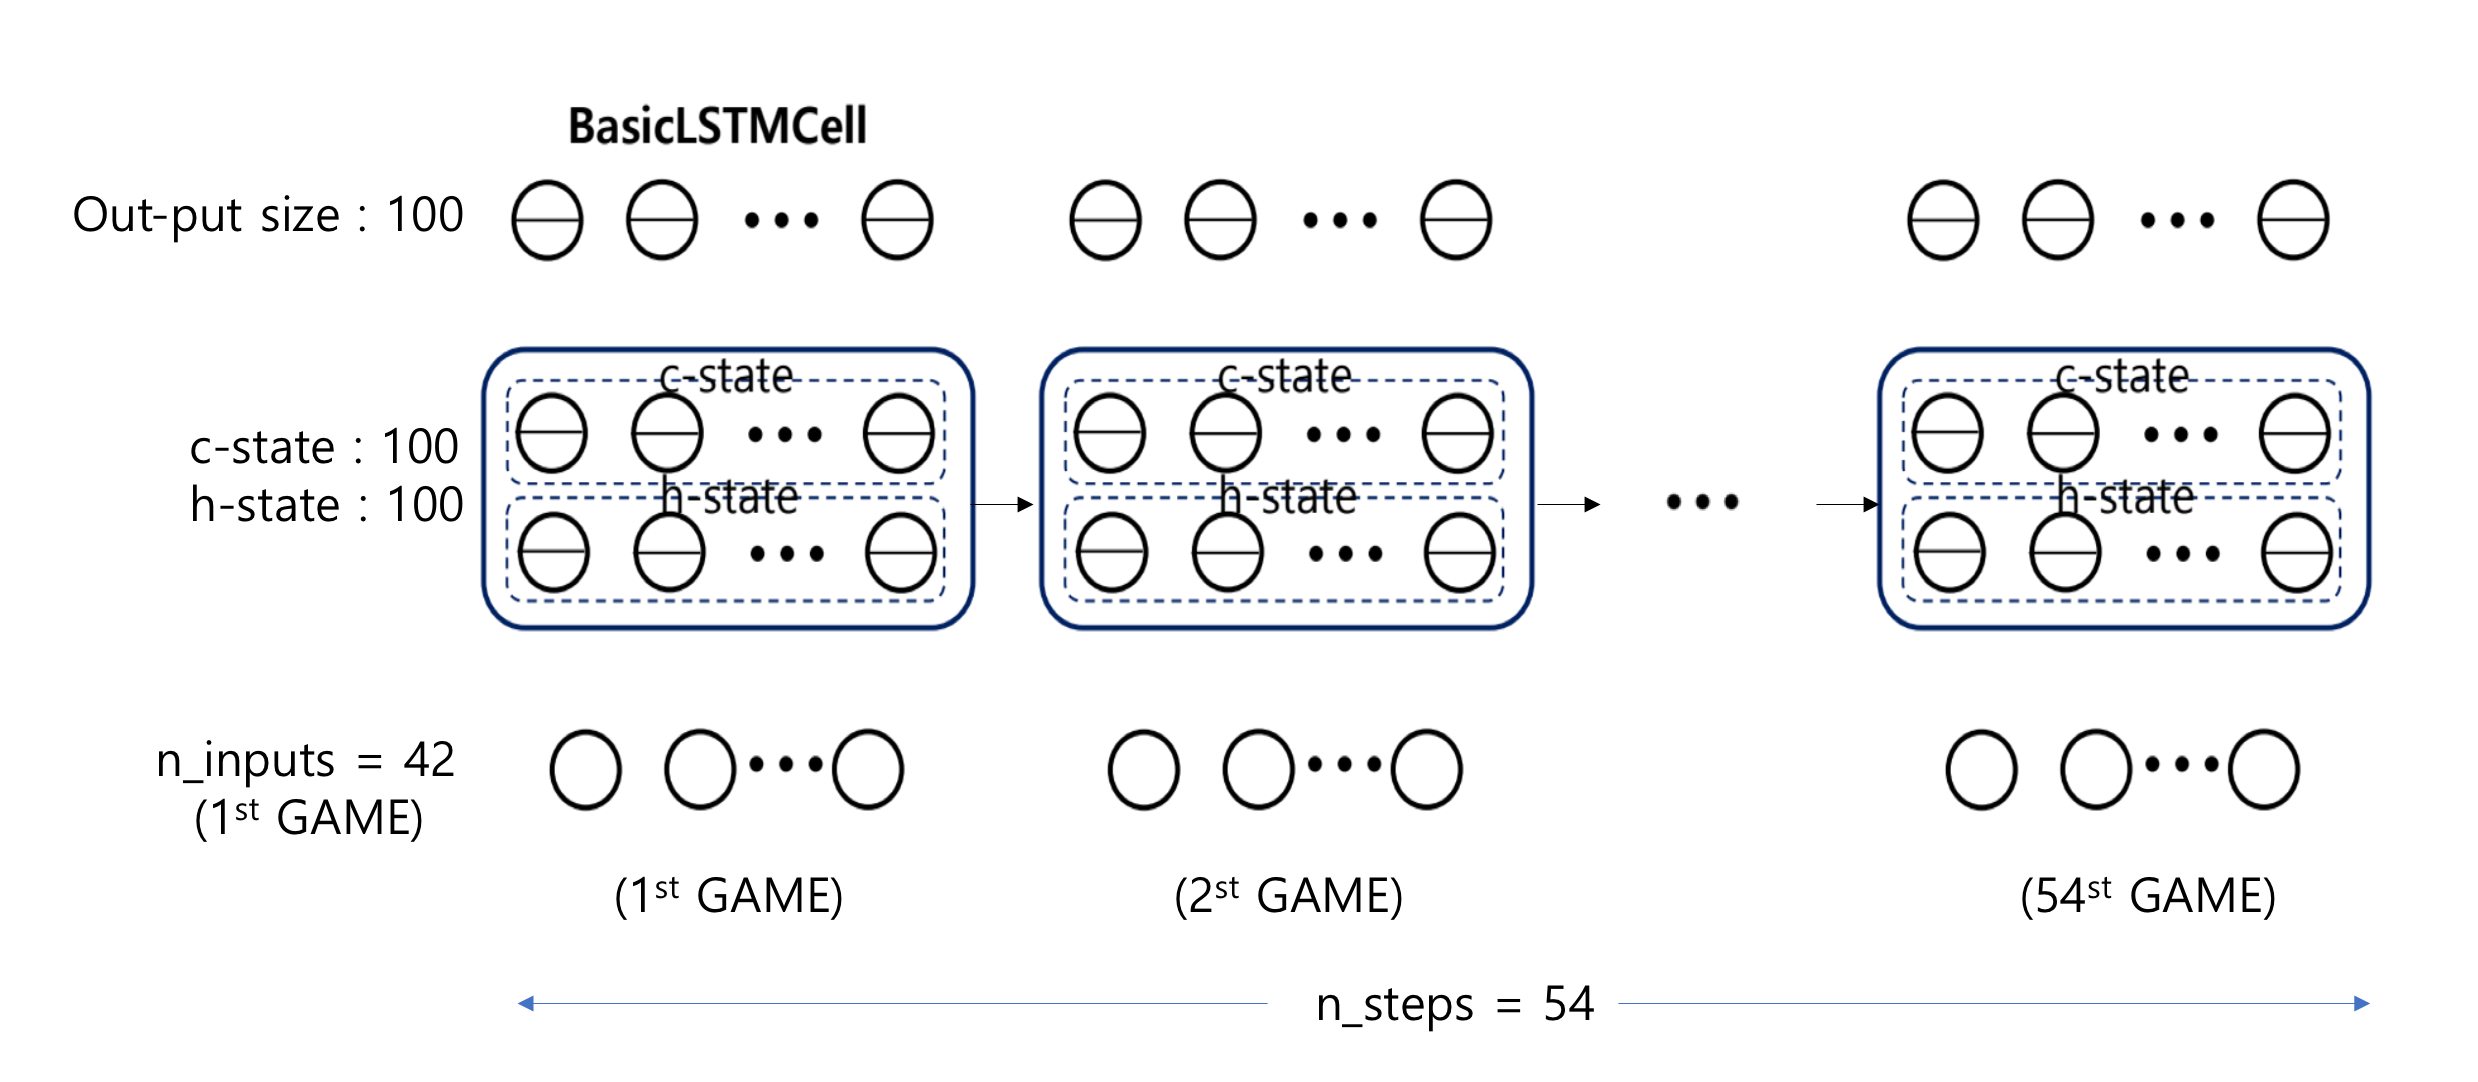 BasicLSTMCell
Out-put size : 100
c-state
c-state
c-state
c-state : 100
h-state
h-state
h-state
h-state : 100
n_inputs = 42
(1st GAME)
(1st GAME)
(2st GAME)
(54st GAME)
n_steps = 54